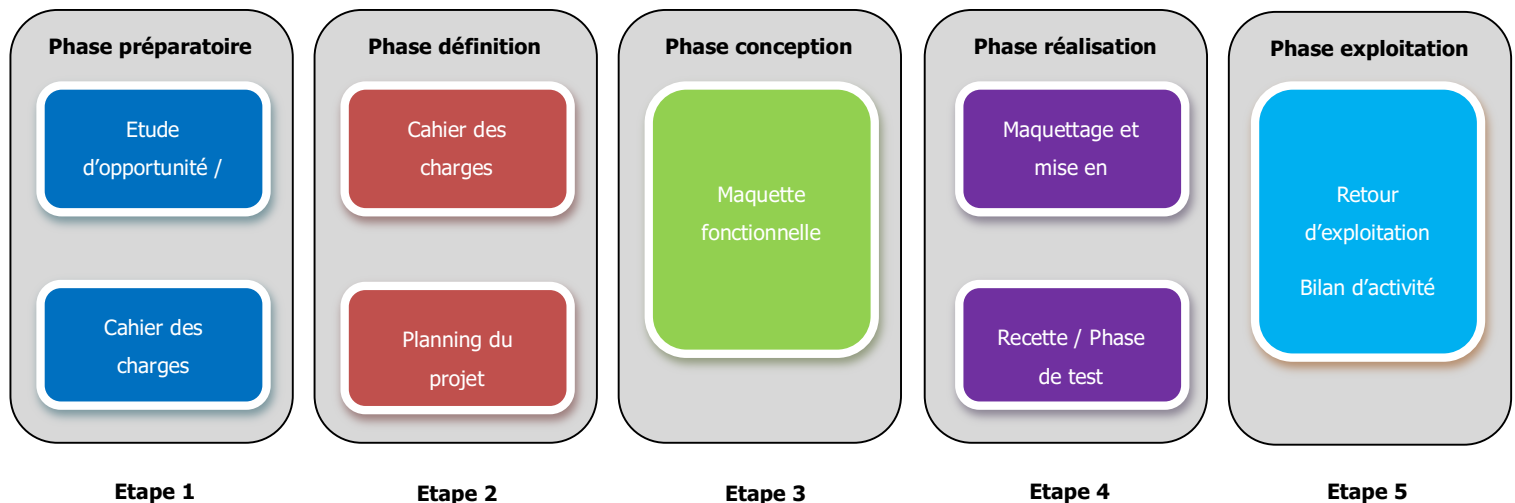 Phase préparatoire
Etude
d’opportunité /
Cahier des
charges
Etape 1
Phase définition
Cahier des
charges
Planning du
projet
Etape 2
Phase conception
Maquette
fonctionnelle
Etape 3
Phase réalisation
Maquettage et
mise en
Recette / Phase
de test
Etape 4
Phase exploitation
Retour
d’exploitation
Bilan d’activité
Etape 5